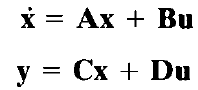 ẋ = Ax + Bu
y = Cx + Du